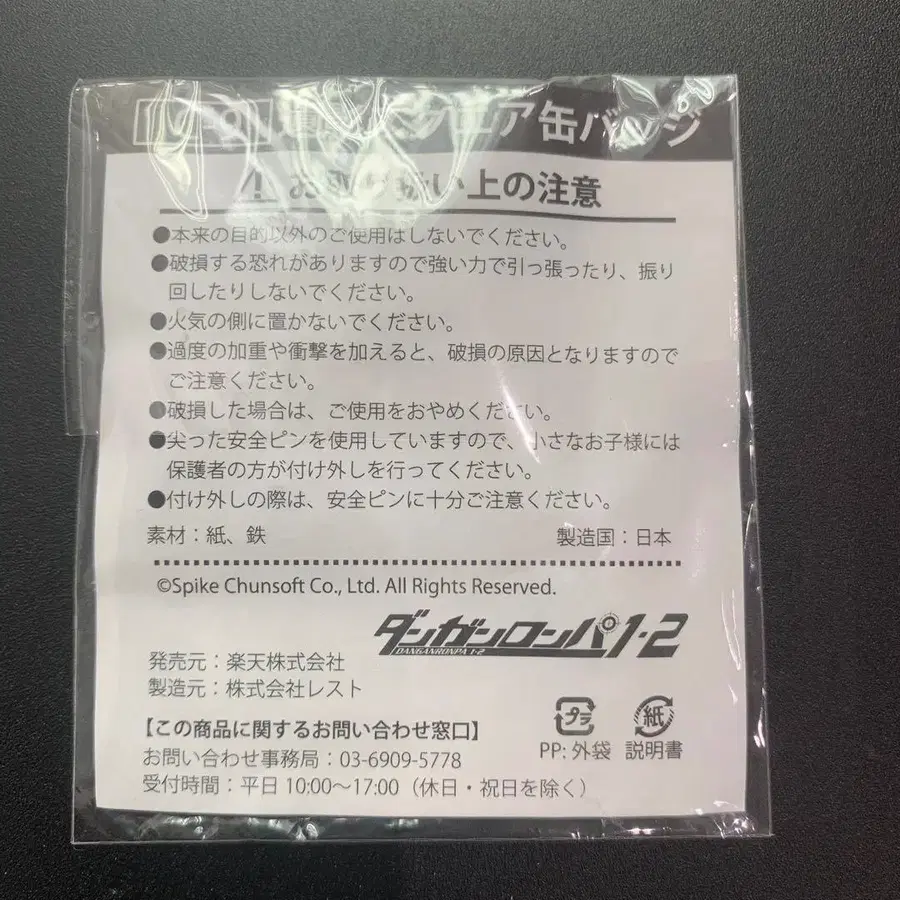 ア缶バッジ
お取り扱い上の注意
●本来の目的以外のご使用はしないでください。
●破損する恐れがありますので強い力で引っ張ったり、振り
回したりしないでください。
●火気の側に置かないでください。
●過度の加重や衝撃を加えると、破損の原因となりますので
ご注意ください。
●破損した場合は、ご使用をおやめください。
●尖った安全ピンを使用していますので、小さなお子様には
保護者の方が付け外しを行ってください。
●付け外しの際は、安全ピンに十分ご注意ください。
素材：紙、鉄 製造国：日本
©Spike Chunsoft Co., Ltd. All Rights Reserved.
ダンガンロンパ1・2
DANGANRONPA 1・2
発売元：楽天株式会社
製造元：株式会社レスト
【この商品に関するお問い合わせ窓口】
お問い合わせ事務局：03-6909-5778
受付時間：平日 10:00～17:00（休日・祝日を除く）
プラ 紙
PP: 外袋 説明書